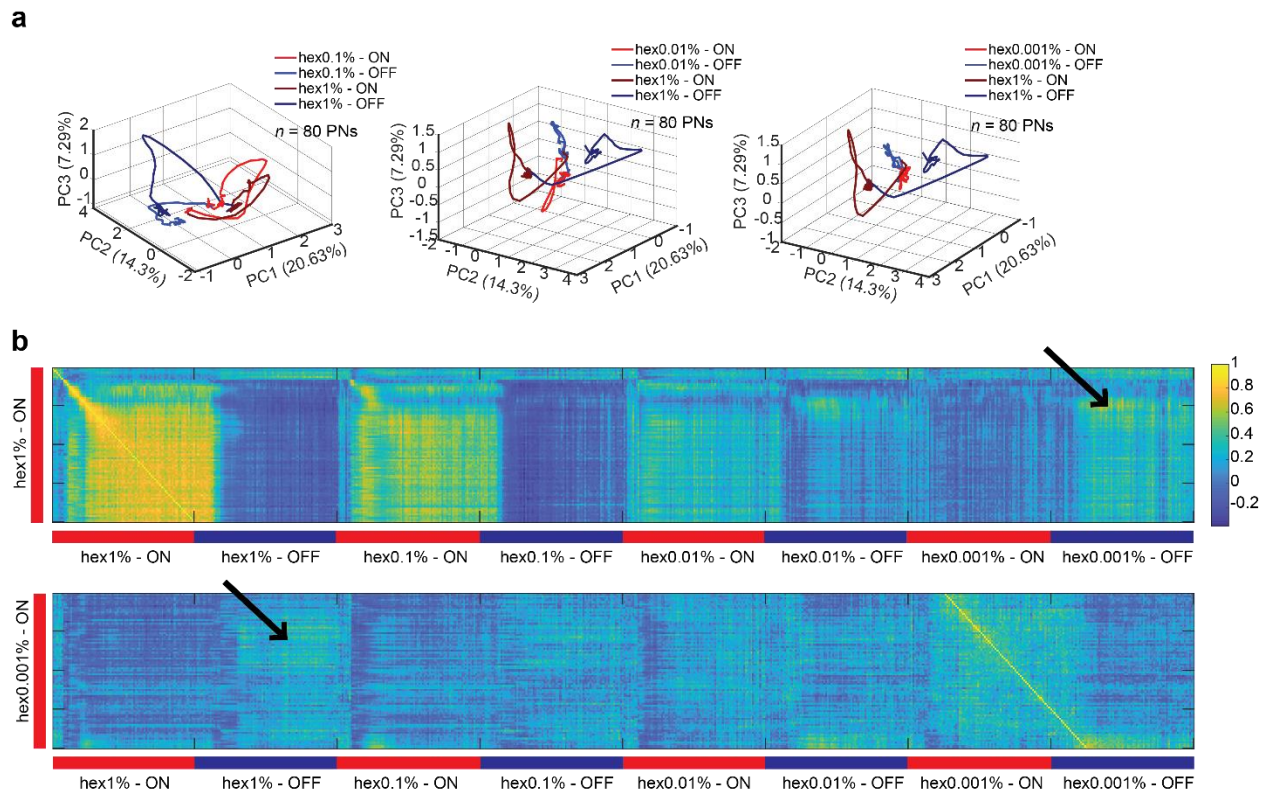 a
hex0.1% - ON
hex0.1% - OFF
hex1% - ON
hex1% - OFF
n = 80 PNs
PC3 (7.29%)
2
1
0
-1
4
2
0
-2
PC2 (14.3%)
-1
0
1
2
3
PC1 (20.63%)
hex0.01% - ON
hex0.01% - OFF
hex1% - ON
hex1% - OFF
n = 80 PNs
PC3 (7.29%)
1.5
1
0.5
0
-0.5
-1
-1.5
-2
-1
0
1
2
3
4
PC2 (14.3%)
3
2
1
0
-1
PC1 (20.63%)
hex0.001% - ON
hex0.001% - OFF
hex1% - ON
hex1% - OFF
n = 80 PNs
PC3 (7.29%)
1.5
1
0.5
0
-0.5
-1
-2
-1
0
1
2
3
4
PC2 (14.3%)
3
2
1
0
-1
PC1 (20.63%)
b
hex1% - ON
1
0.8
0.6
0.4
0.2
0
-0.2
hex1% - ON hex1% - OFF hex0.1% - ON hex0.1% - OFF hex0.01% - ON hex0.01% - OFF hex0.001% - ON hex0.001% - OFF
hex0.001% - ON
hex1% - ON hex1% - OFF hex0.1% - ON hex0.1% - OFF hex0.01% - ON hex0.01% - OFF hex0.001% - ON hex0.001% - OFF